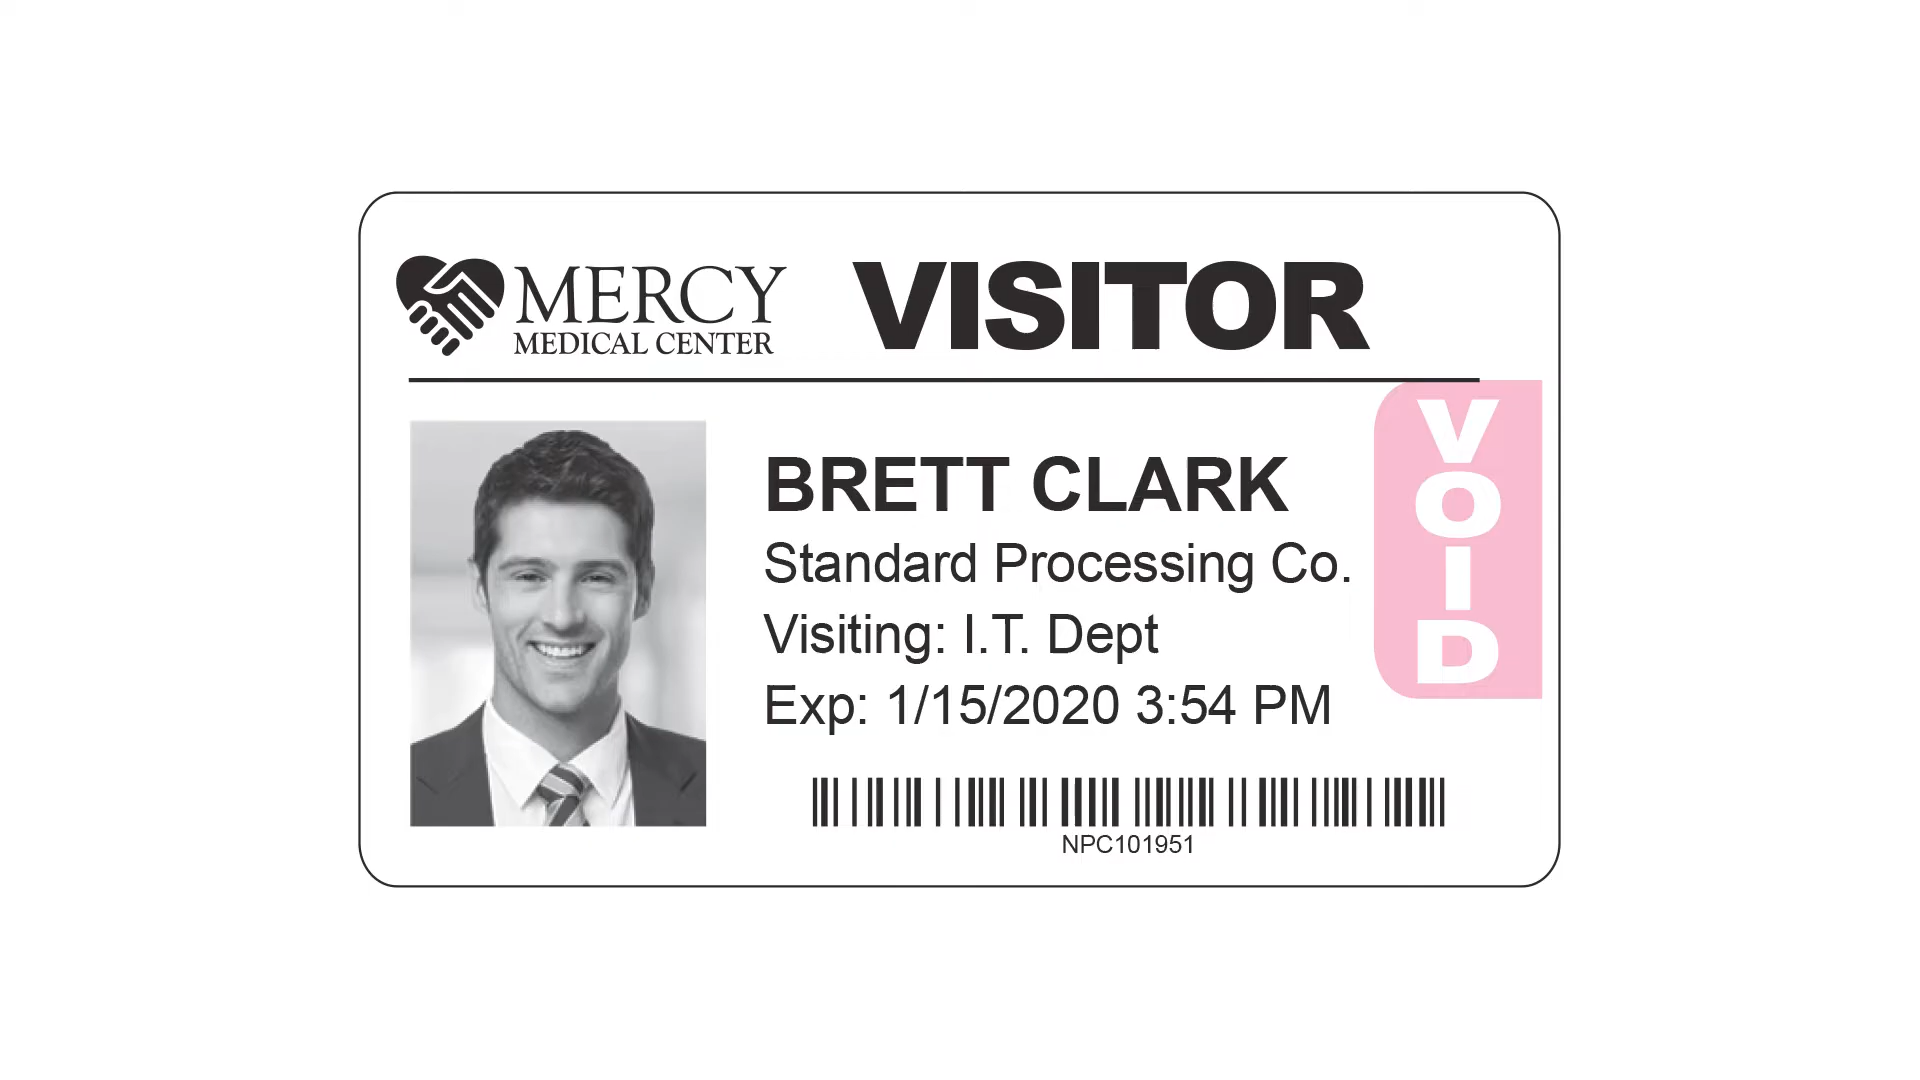 MERCY
MEDICAL CENTER
VISITOR
BRETT CLARK
Standard Processing Co.
Visiting: I.T. Dept
Exp: 1/15/2020 3:54 PM
VOID
NPC101951